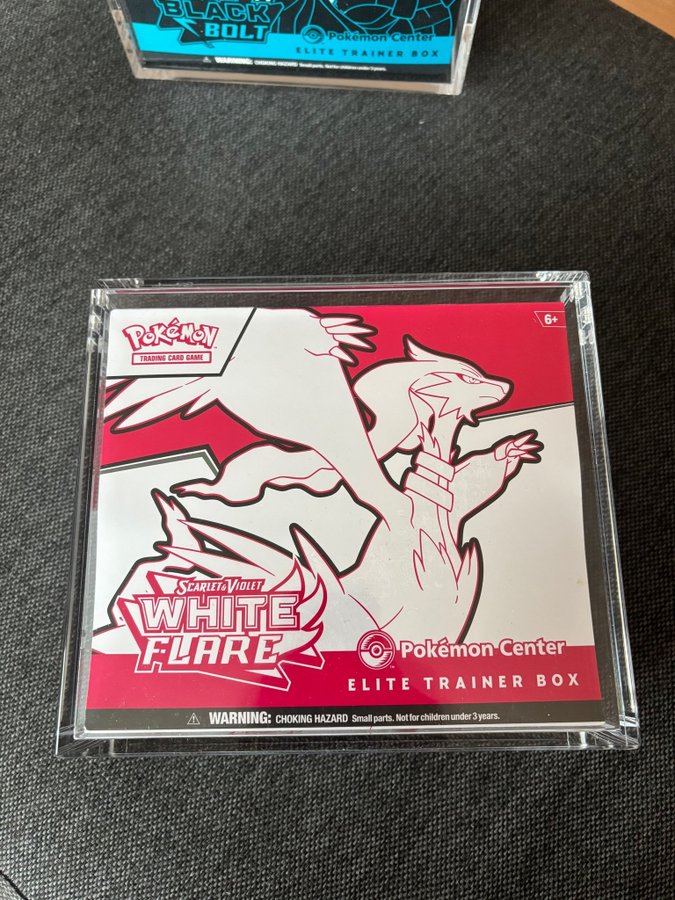 BLACK
BOLT
Pokémon Center
ELITE TRAINER BOX
WARNING: CHOKING HAZARD Small parts. Not for children under 3 years.
POKÉMON
TRADING CARD GAME
6+
SCARLET & VIOLET
WHITE
FLARE
Pokémon Center
ELITE TRAINER BOX
WARNING: CHOKING HAZARD Small parts. Not for children under 3 years.